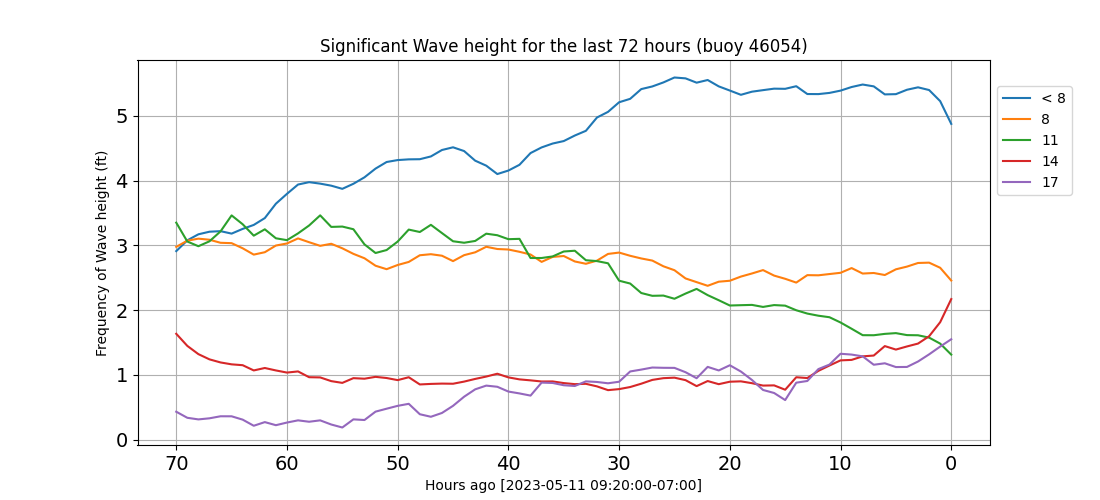 Significant Wave height for the last 72 hours (buoy 46054)
Frequency of Wave height (ft)
5
4
3
2
1
0
70 60 50 40 30 20 10 0
Hours ago [2023-05-11 09:20:00-07:00]
< 8
8
11
14
17